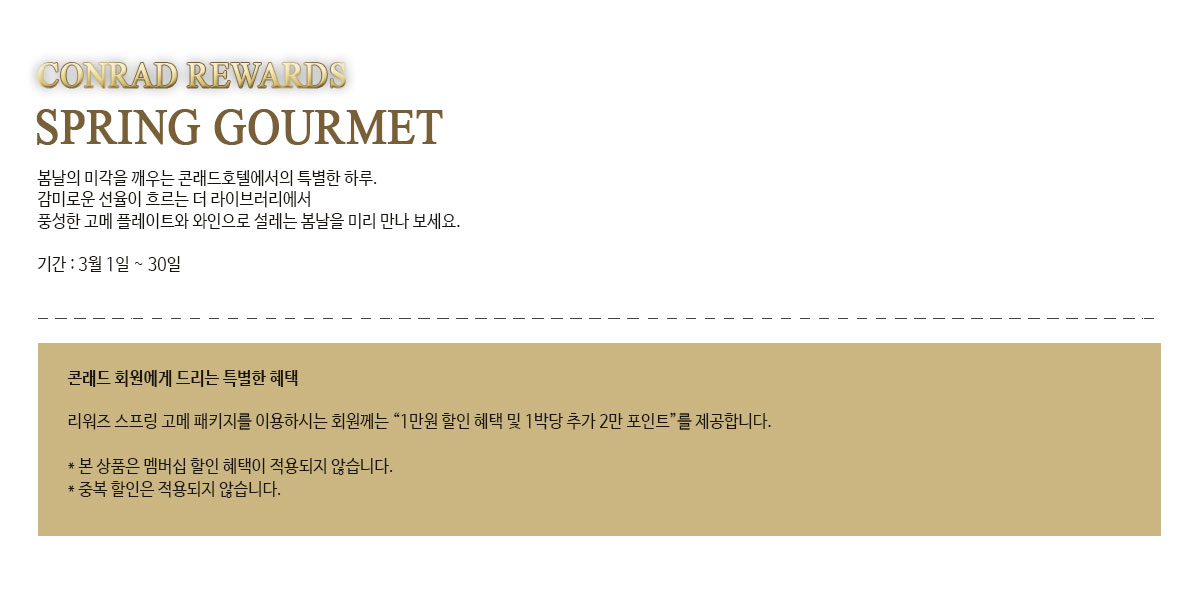 CONRAD REWARDS
SPRING GOURMET
봄날의 미각을 깨우는 콘래드호텔에서의 특별한 하루.
감미로운 선율이 흐르는 더 라이브러리에서
풍성한 고메 플레이트와 와인으로 설레는 봄날을 미리 만나 보세요.
기간 : 3월 1일 ~ 30일
콘래드 회원에게 드리는 특별한 혜택
리워즈 스프링 고메 패키지를 이용하시는 회원께는 “1만원 할인 혜택 및 1박당 추가 2만 포인트”를 제공합니다.
* 본 상품은 멤버십 할인 혜택이 적용되지 않습니다.
* 중복 할인은 적용되지 않습니다.